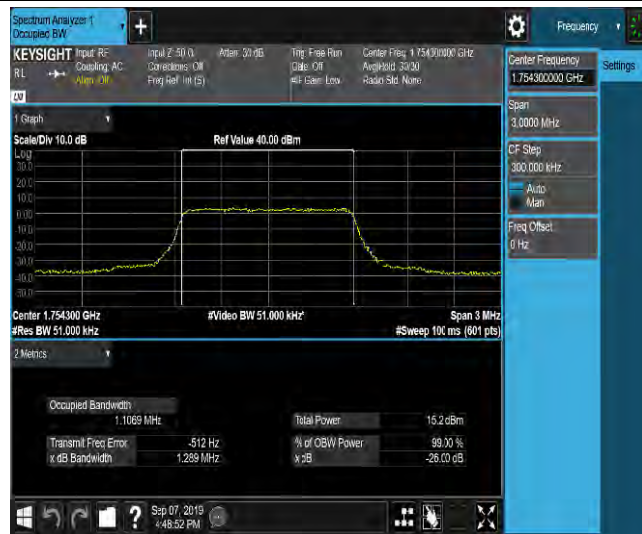 Spectrum Analyzer 1
Occupied BW
+
Frequency
KEYSIGHT
Input: RF
Coupling: AC
Align: Off
Input Z: 50 Ω
Corrections: Off
Freq Ref: Int (S)
Atten: 30 dB
Trig: Free Run
Gate: Off
#IF Gain: Low
Center Freq: 1.754300000 GHz
Avg|Hold: 30/30
Radio Std: None
RL
LXI
Center Frequency
1.754300000 GHz
Settings
Span
3.0000 MHz
CF Step
300.000 kHz
Auto
Man
Freq Offset
0 Hz
1 Graph
Scale/Div 10.0 dB
Ref Value 40.00 dBm
Log
30.0
20.0
10.0
0.00
-10.0
-20.0
-30.0
-40.0
-50.0
Center 1.754300 GHz
#Video BW 51.000 kHz*
Span 3 MHz
#Res BW 51.000 kHz
#Sweep 100 ms (601 pts)
2 Metrics
Occupied Bandwidth
1.1069 MHz
Total Power
15.2 dBm
Transmit Freq Error
-512 Hz
% of OBW Power
99.00 %
x dB Bandwidth
1.289 MHz
x dB
-26.00 dB
?
Sep 07, 2019
4:48:52 PM